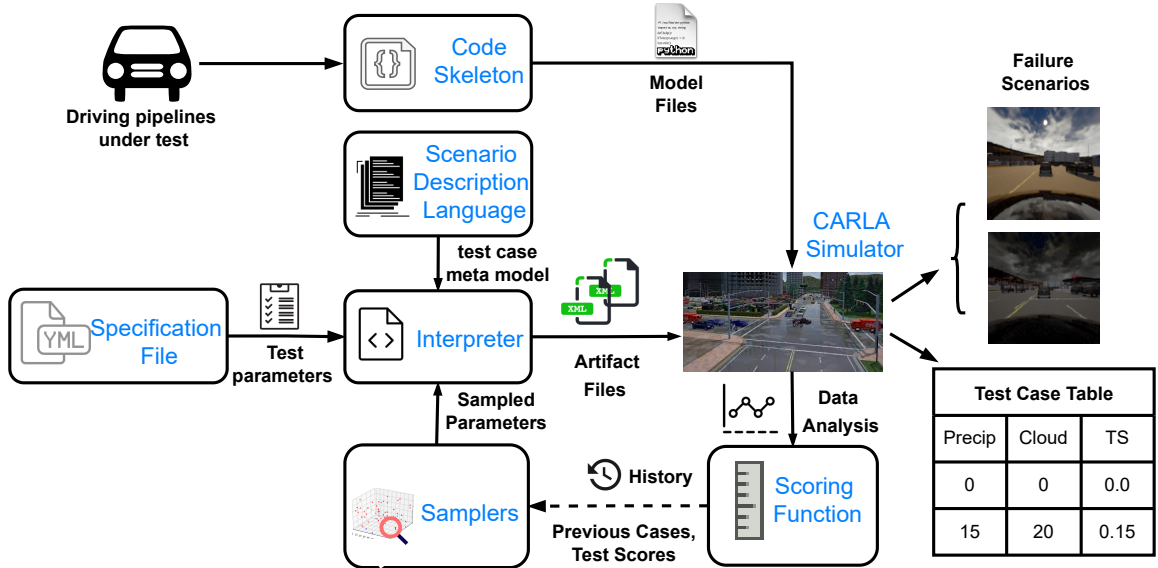 Code
Skeleton
python
Model
Files
Failure
Scenarios
Driving pipelines
under test
Scenario
Description
Language
CARLA
Simulator
test case
meta model
XML
XML
YML
Specification
File
Test
parameters
Interpreter
Artifact
Files
Sampled
Parameters
Data
Analysis
Test Case Table
Precip Cloud TS
0 0 0.0
15 20 0.15
Samplers
History
Previous Cases,
Test Scores
Scoring
Function